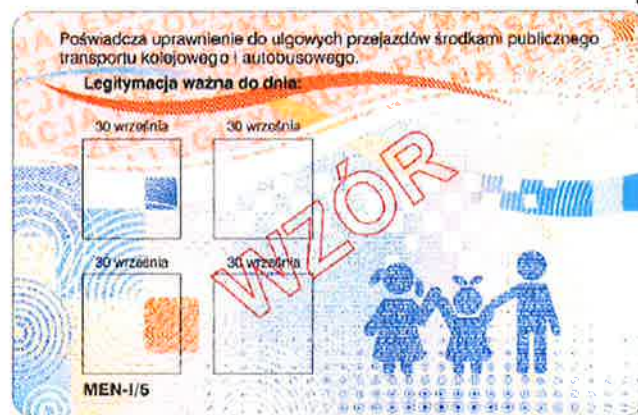 Poświadcza uprawnienie do ulgowych przejazdów środkami publicznego
transportu kolejowego i autobusowego.
Legitymacja ważna do dnia:
30 września 30 września
WZÓR
30 września 30 września
MEN-I/5